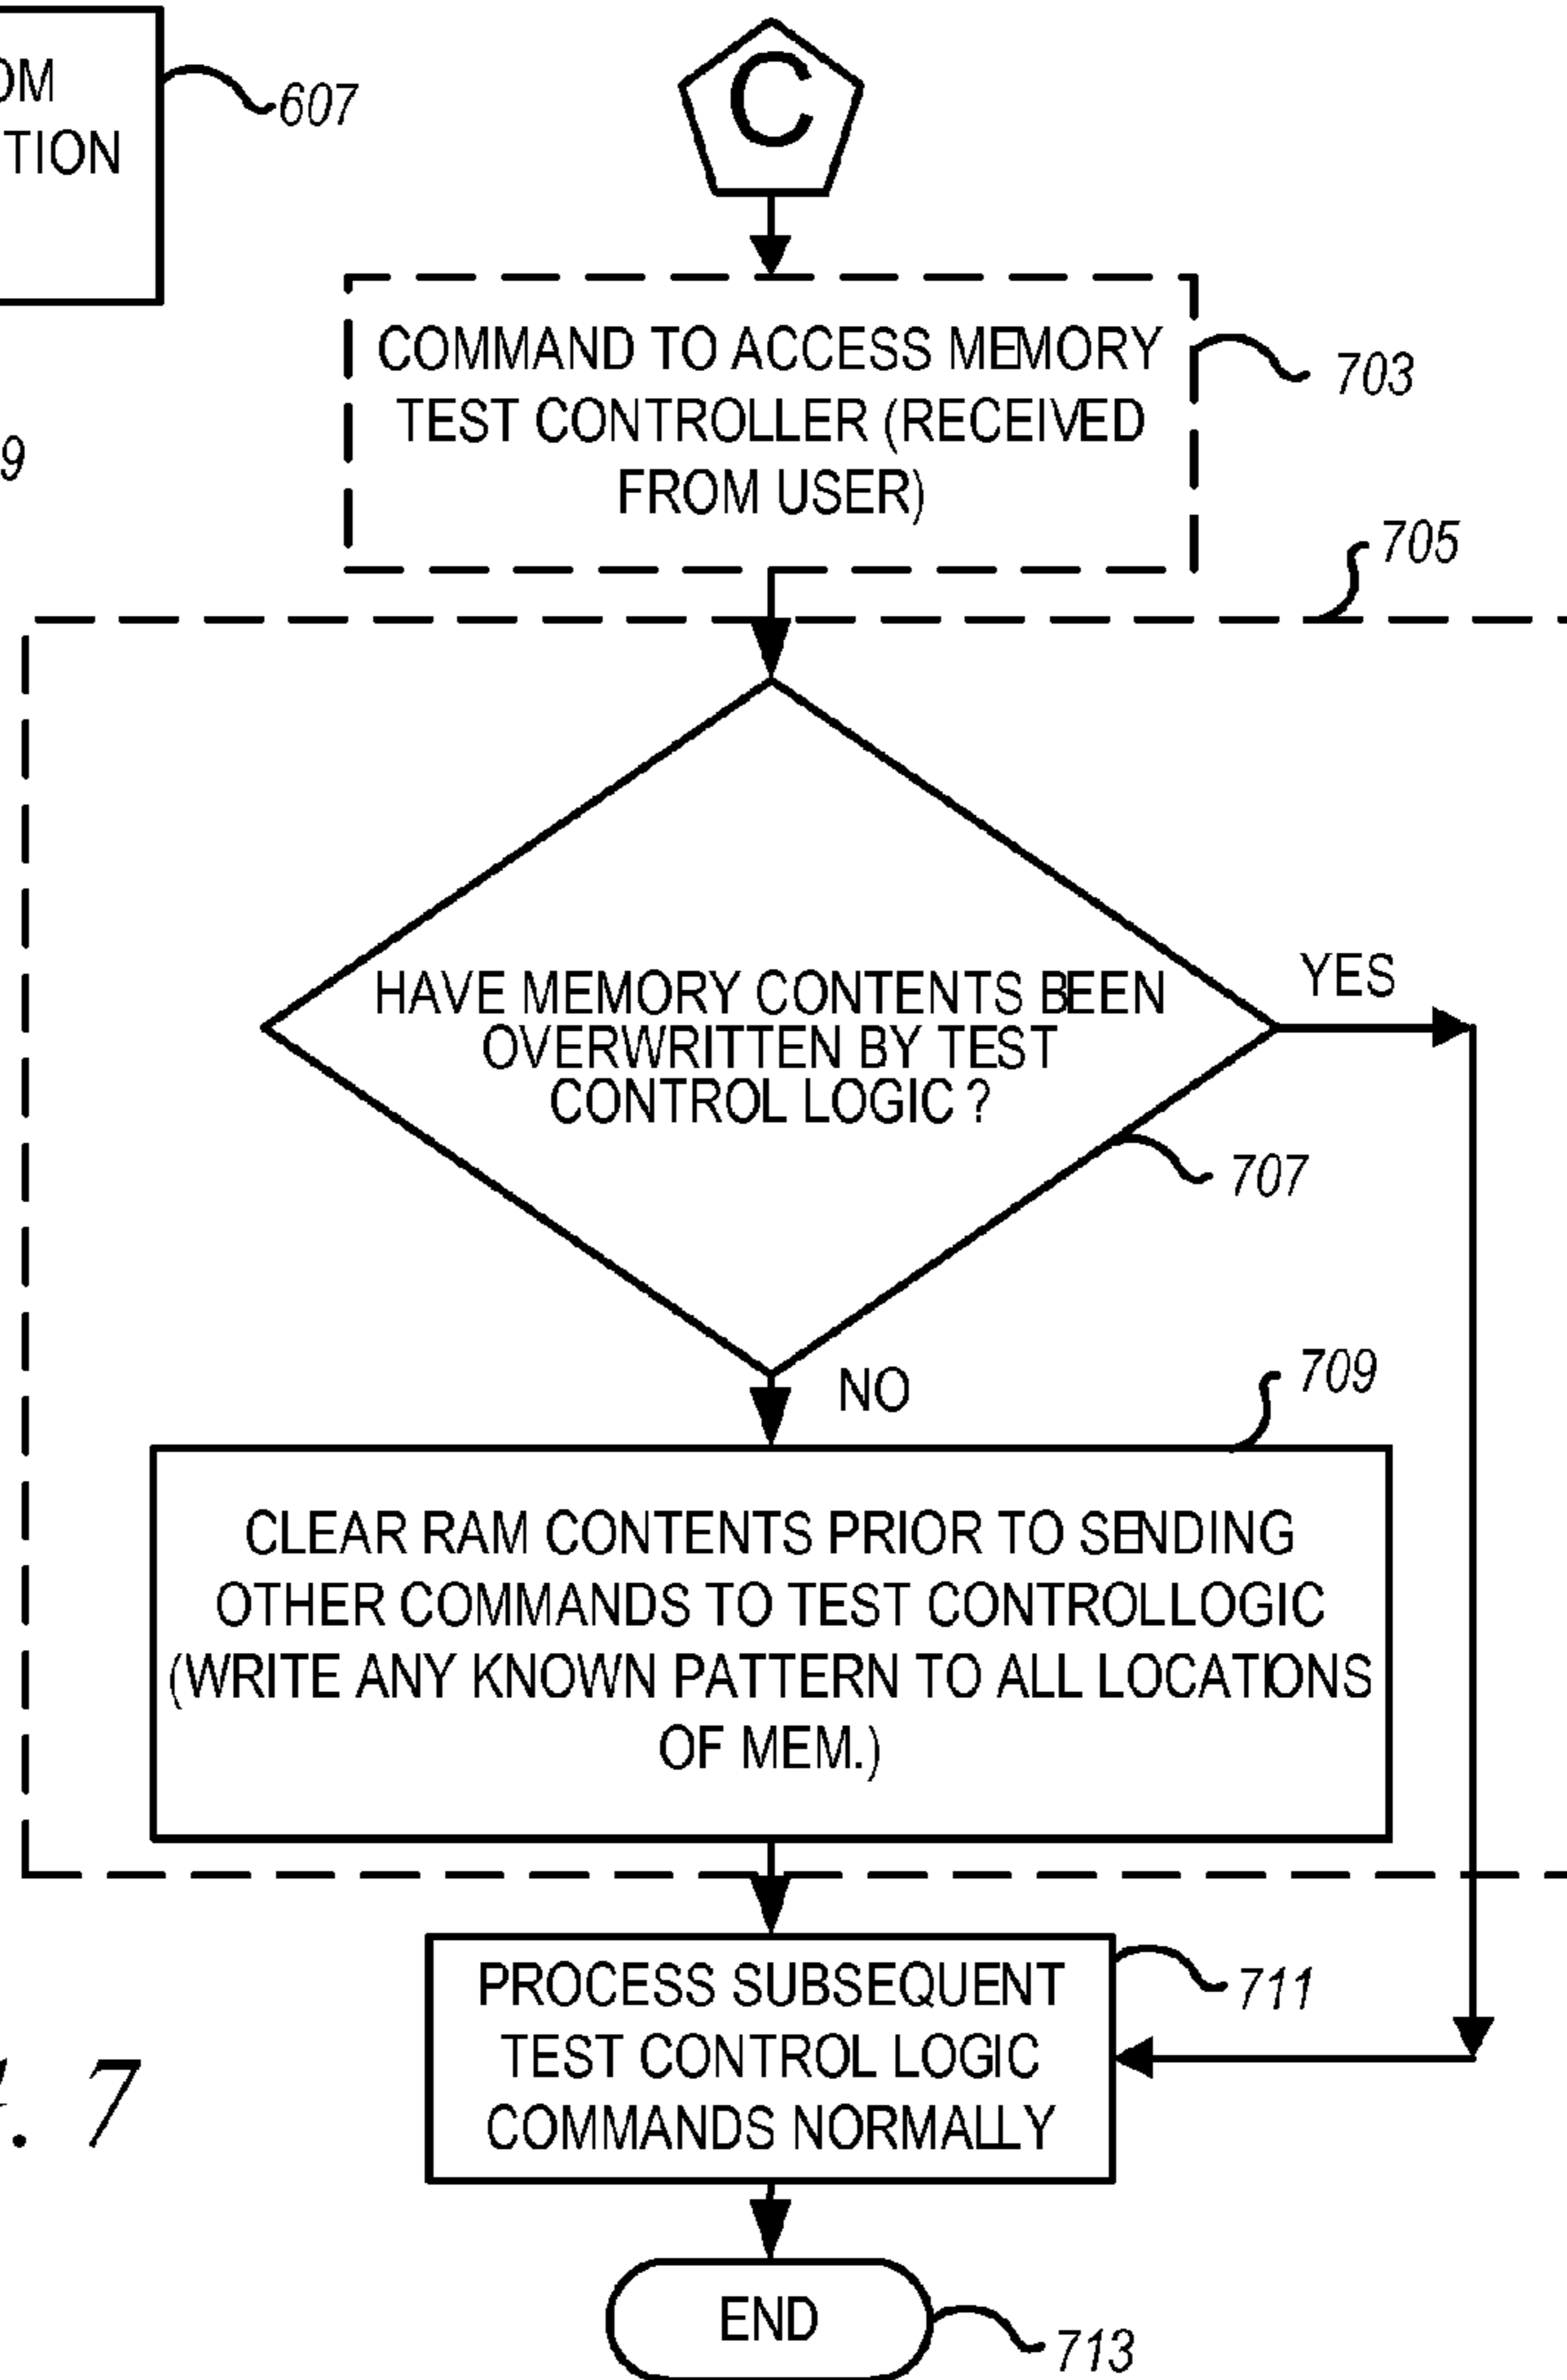 607
C
COMMAND TO ACCESS MEMORY
TEST CONTROLLER (RECEIVED
FROM USER)
703
9
705
HAVE MEMORY CONTENTS BEEN
OVERWRITTEN BY TEST
CONTROL LOGIC ?
YES
707
NO
709
CLEAR RAM CONTENTS PRIOR TO SENDING
OTHER COMMANDS TO TEST CONTROLLOGIC
(WRITE ANY KNOWN PATTERN TO ALL LOCATIONS
OF MEM.)
PROCESS SUBSEQUENT
TEST CONTROL LOGIC
COMMANDS NORMALLY
711
. 7
END
713